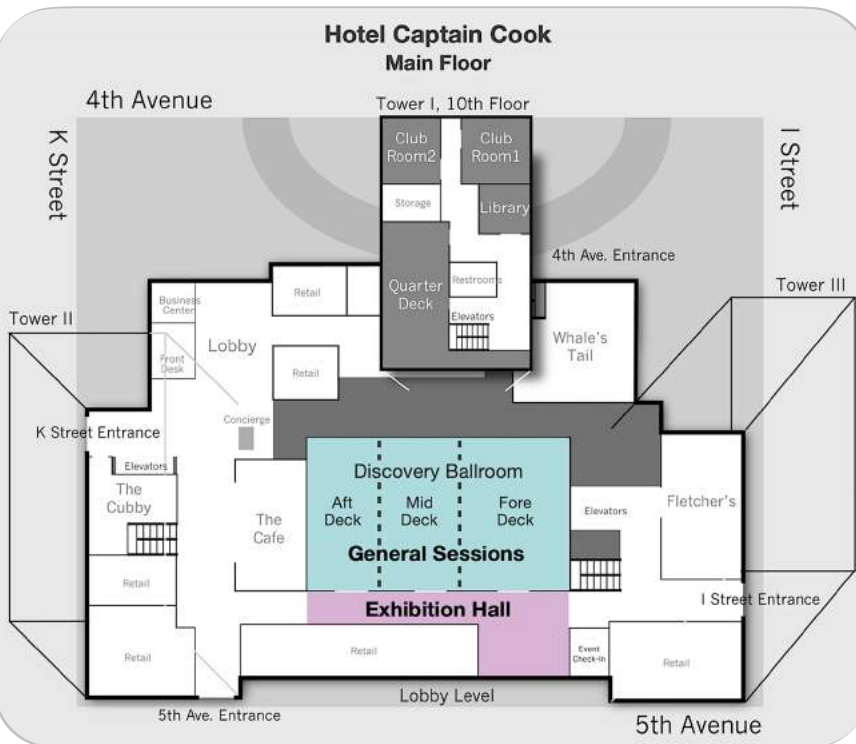 Hotel Captain Cook
Main Floor
4th Avenue
Tower I, 10th Floor
K Street
I Street
Club
Room2
Club
Room1
Storage
Library
4th Ave. Entrance
Quarter
Deck
Restrooms
Elevators
Tower III
Tower II
Business
Center
Retail
Lobby
Front
Desk
Retail
Whale's
Tail
Concierge
K Street Entrance
Elevators
The
Cubby
The
Cafe
Discovery Ballroom
Aft
Deck
Mid
Deck
Fore
Deck
General Sessions
Elevators
Fletcher's
Retail
Exhibition Hall
I Street Entrance
Retail
Retail
Event
Check-In
Retail
Lobby Level
5th Ave. Entrance
5th Avenue